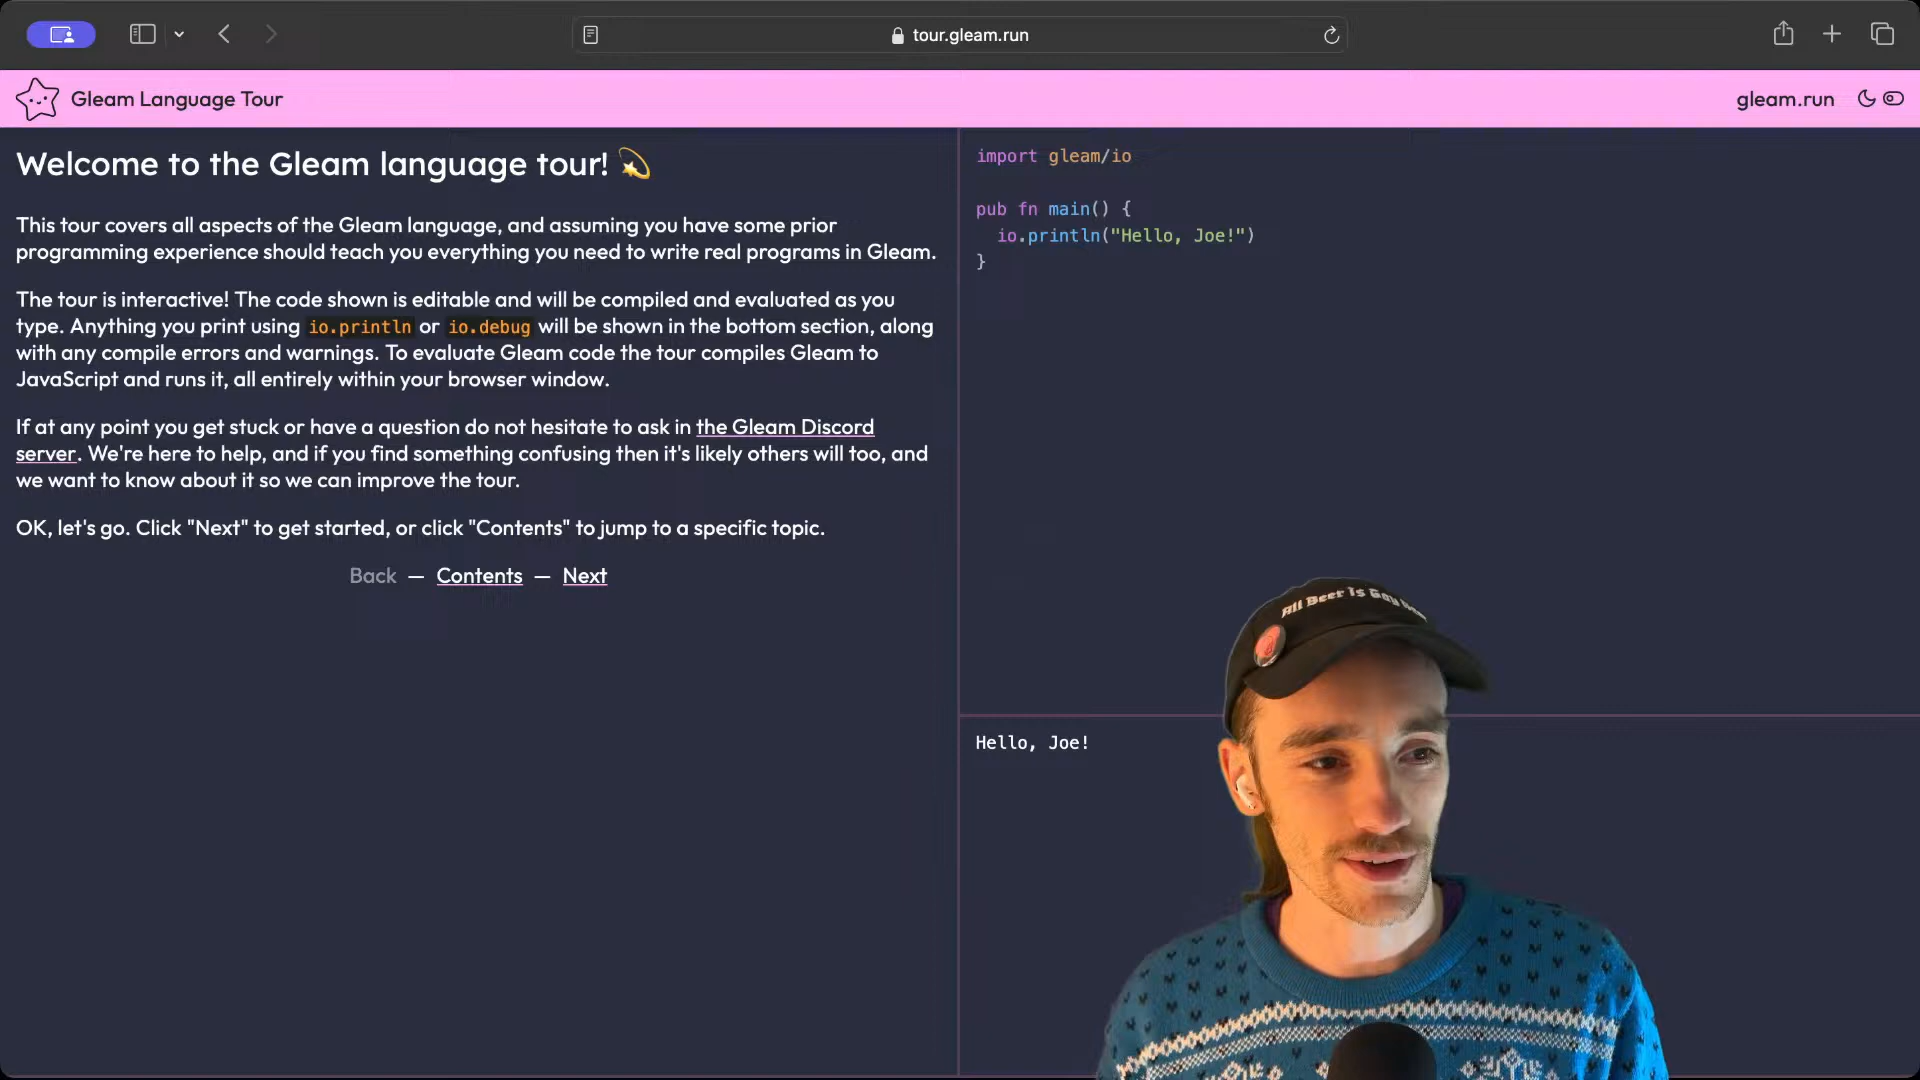 tour.gleam.run
Gleam Language Tour
gleam.run
Welcome to the Gleam language tour! 💫
This tour covers all aspects of the Gleam language, and assuming you have some prior
programming experience should teach you everything you need to write real programs in Gleam.
The tour is interactive! The code shown is editable and will be compiled and evaluated as you
type. Anything you print using io.println or io.debug will be shown in the bottom section, along
with any compile errors and warnings. To evaluate Gleam code the tour compiles Gleam to
JavaScript and runs it, all entirely within your browser window.
If at any point you get stuck or have a question do not hesitate to ask in the Gleam Discord
server. We're here to help, and if you find something confusing then it's likely others will too, and
we want to know about it so we can improve the tour.
OK, let's go. Click "Next" to get started, or click "Contents" to jump to a specific topic.
Back — Contents — Next
import gleam/io
pub fn main() {
  io.println("Hello, Joe!")
}
Hello, Joe!
All Beer Is